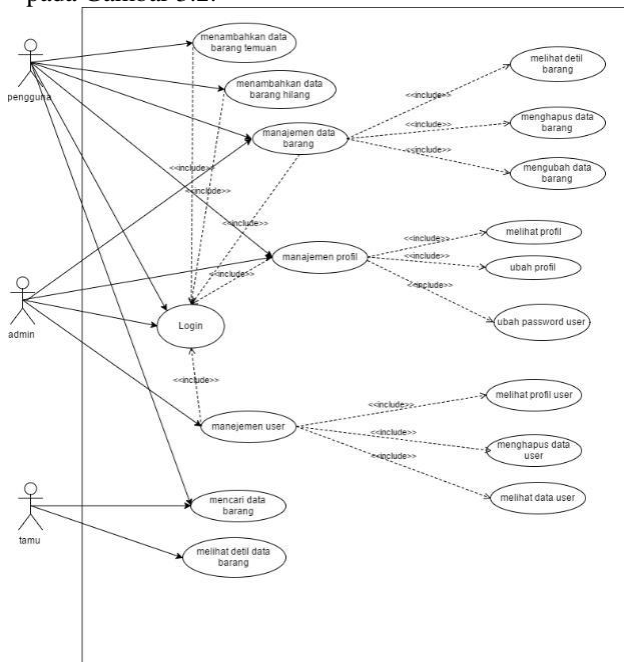 pada Gambar 3.2.
menambahkan data
barang temuan
pengguna
menambahkan data
barang hilang
manajemen data
barang
melihat detil
barang
<<include>>
menghapus data
barang
<<include>>
mengubah data
barang
<<include>>
<<include>>
<<include>>
<<include>>
manajemen profil
melihat profil
<<include>>
ubah profil
<<include>>
ubah password user
<<include>>
<<include>>
admin
Login
<<include>>
manejemen user
melihat profil user
<<include>>
menghapus data
user
<<include>>
melihat data user
<<include>>
tamu
mencari data
barang
melihat detil data
barang